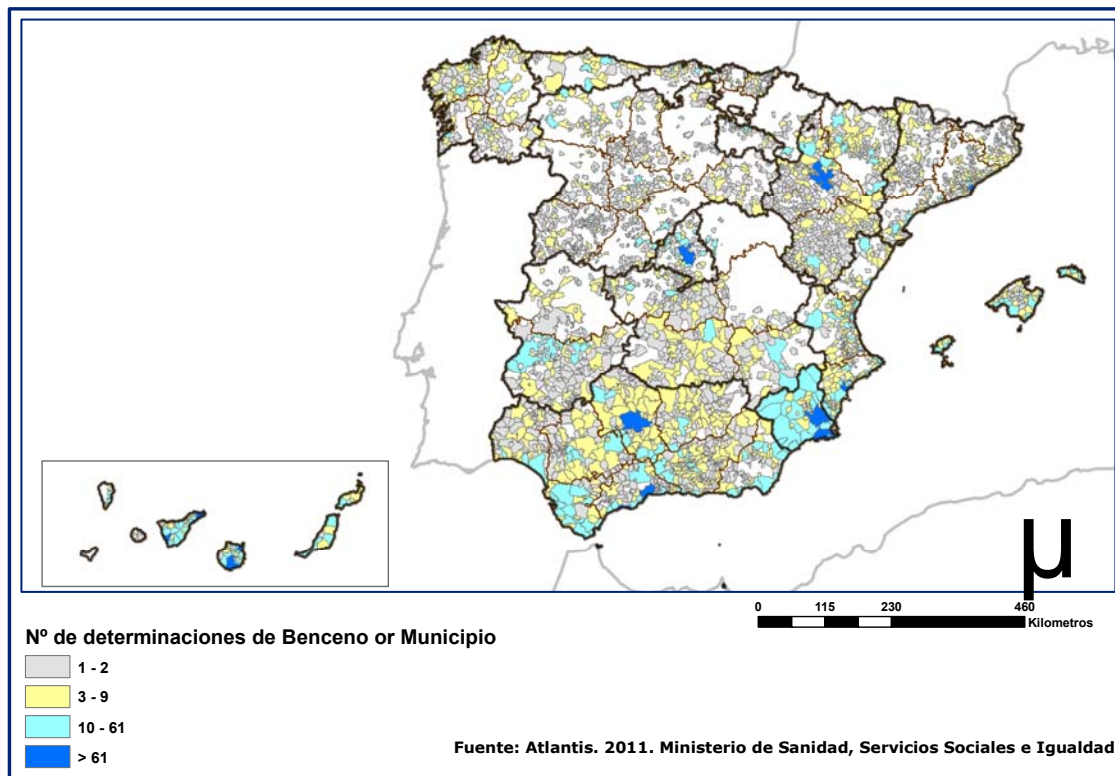 µ
0 115 230 460
Kilometros
Nº de determinaciones de Benceno or Municipio
1 - 2
3 - 9
10 - 61
> 61
Fuente: Atlantis. 2011. Ministerio de Sanidad, Servicios Sociales e Igualdad